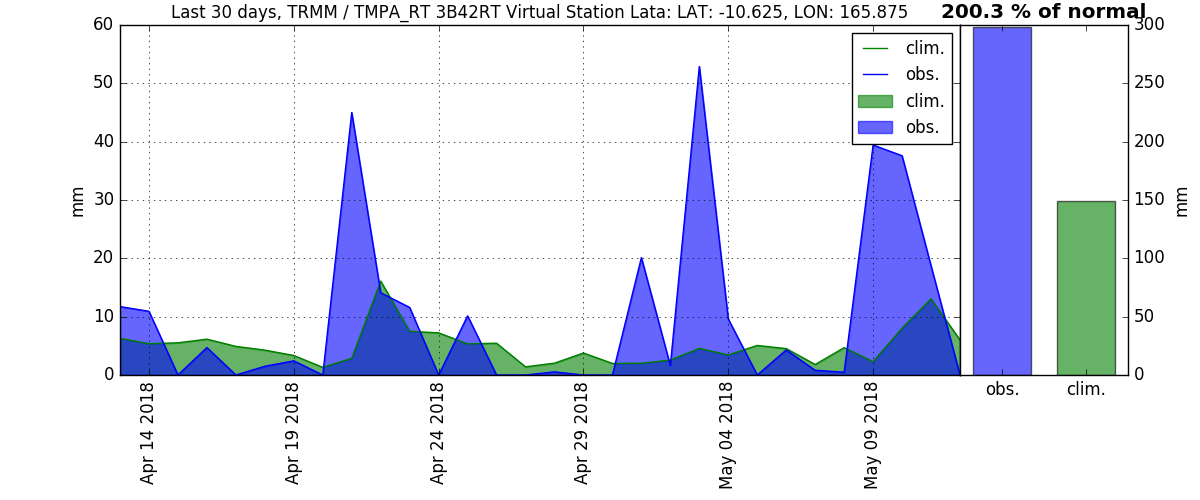 Last 30 days, TRMM / TMPA_RT 3B42RT Virtual Station Lata: LAT: -10.625, LON: 165.875
200.3 % of normal
60
50
40
30
20
10
0
mm
clim.
obs.
clim.
obs.
300
250
200
150
100
50
0
mm
obs.
clim.
Apr 14 2018
Apr 19 2018
Apr 24 2018
Apr 29 2018
May 04 2018
May 09 2018